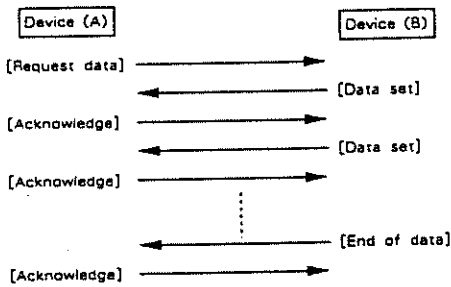 Device (A) Device (B)
[Request data]
[Data set]
[Acknowledge]
[Data set]
[Acknowledge]
[End of data]
[Acknowledge]